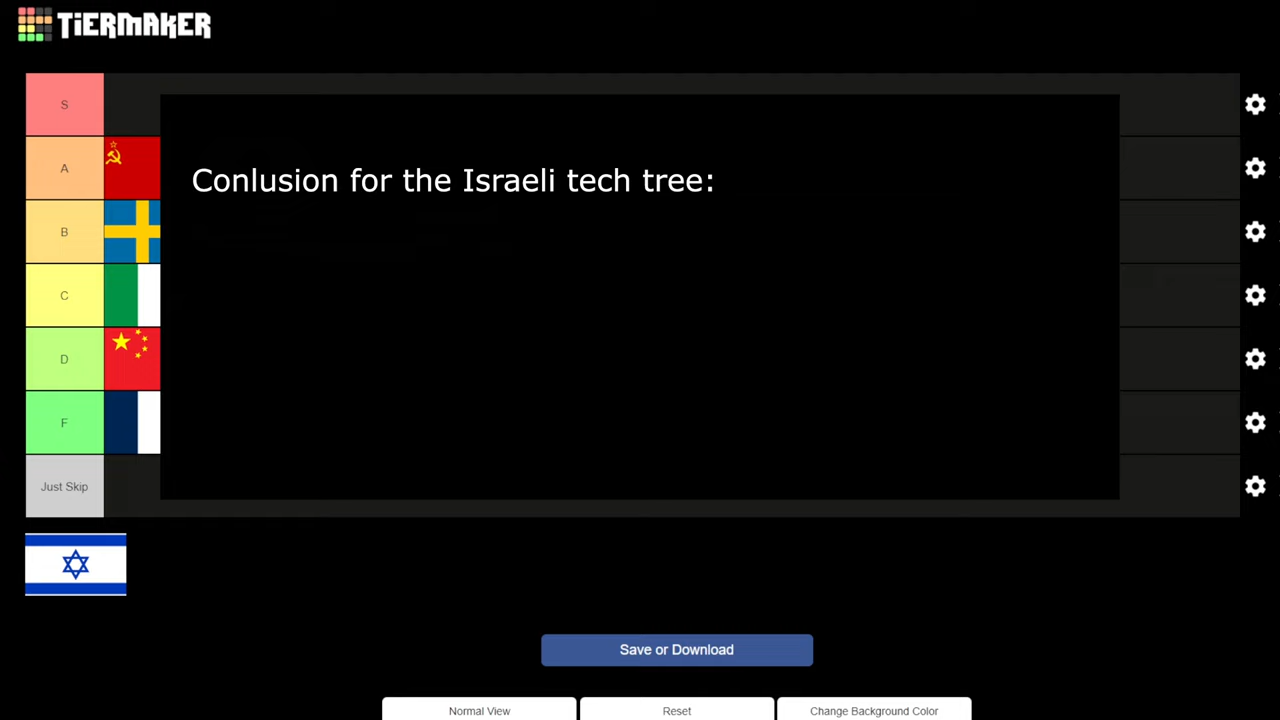 TiERMAKER
S
A
Conlusion for the Israeli tech tree:
B
C
D
F
Just Skip
Save or Download
Normal View
Reset
Change Background Color